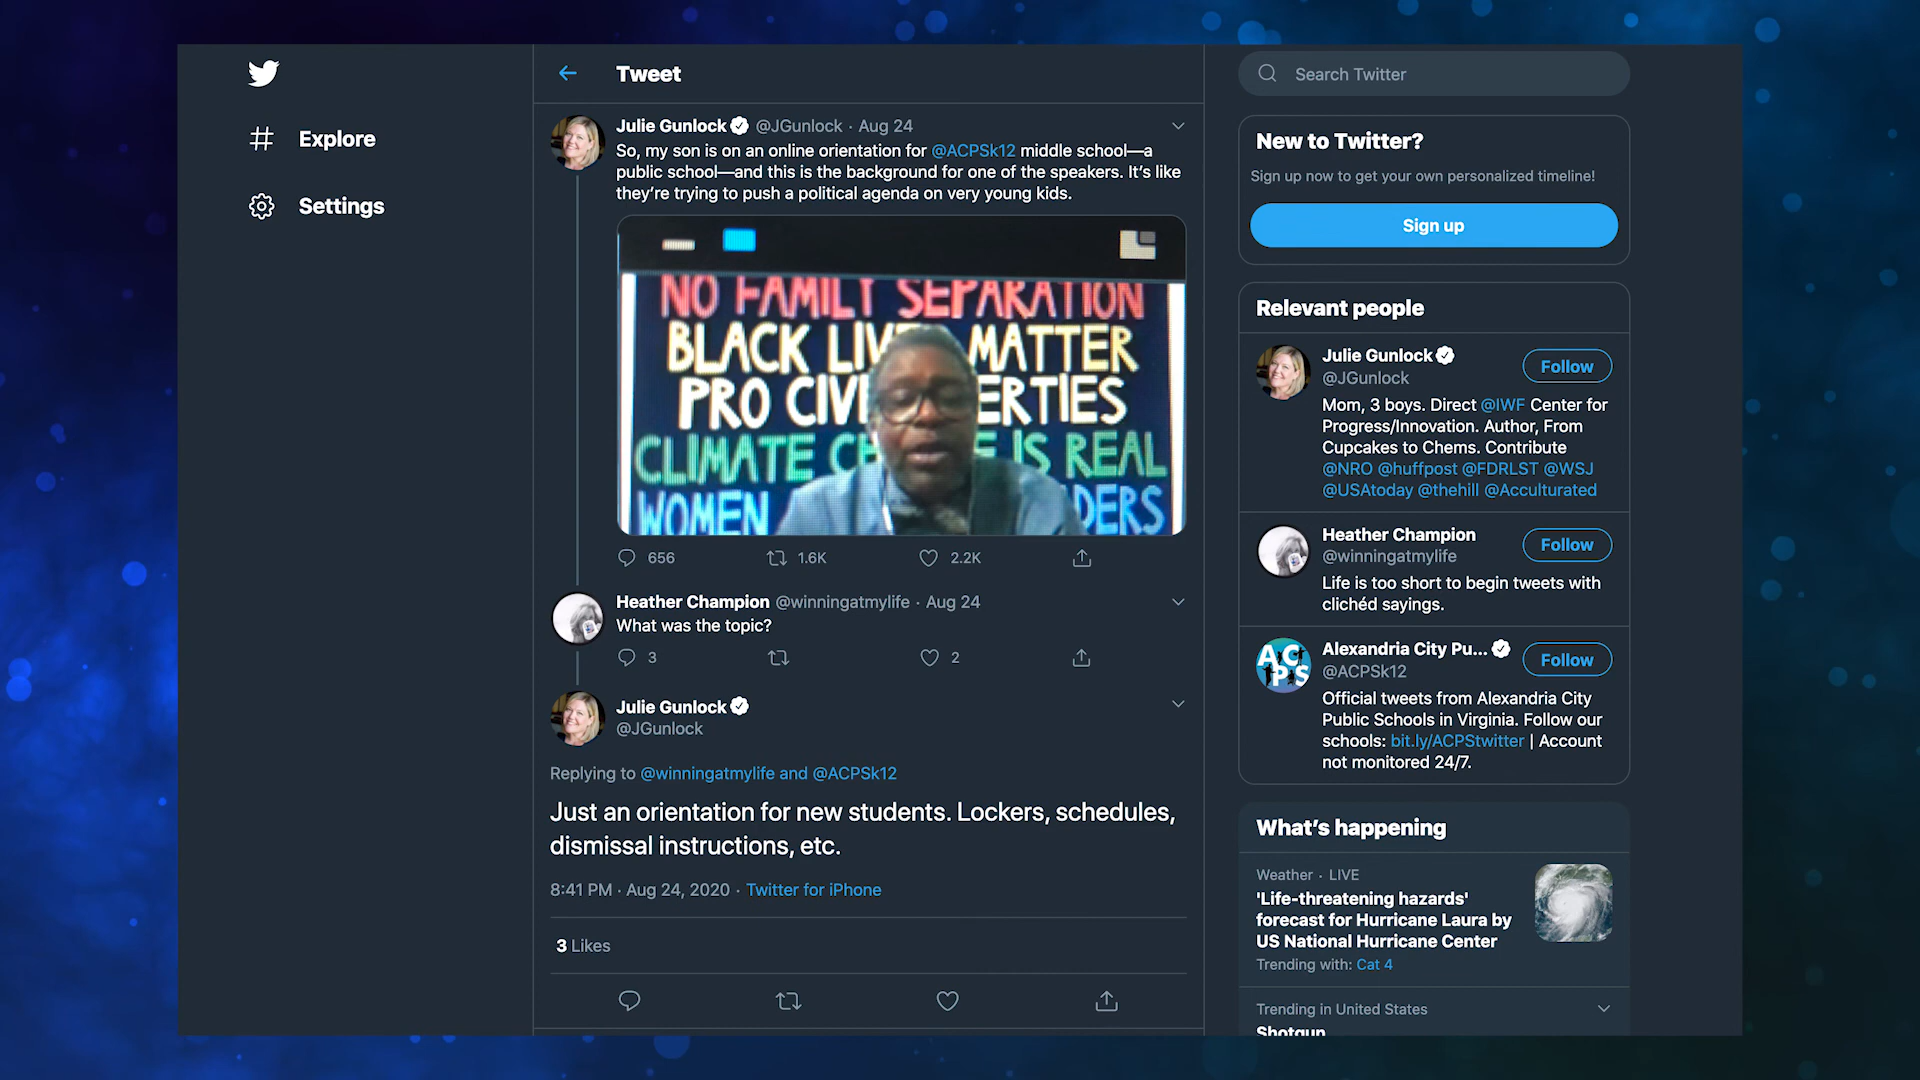 Explore
Settings
Tweet
Julie Gunlock @JGunlock · Aug 24
So, my son is on an online orientation for @ACPSk12 middle school—a
public school—and this is the background for one of the speakers. It's like
they're trying to push a political agenda on very young kids.
NO FAMILY SEPARATION
BLACK LIV MATTER
PRO CIV ERTIES
CLIMATE CH E IS REAL
WOMEN DERS
656 1.6K 2.2K
Heather Champion @winningatmylife · Aug 24
What was the topic?
3 2
Julie Gunlock
@JGunlock
Replying to @winningatmylife and @ACPSk12
Just an orientation for new students. Lockers, schedules,
dismissal instructions, etc.
8:41 PM · Aug 24, 2020 · Twitter for iPhone
3 Likes
Search Twitter
New to Twitter?
Sign up now to get your own personalized timeline!
Sign up
Relevant people
Julie Gunlock
@JGunlock
Follow
Mom, 3 boys. Direct @IWF Center for
Progress/Innovation. Author, From
Cupcakes to Chems. Contribute
@NRO @huffpost @FDRLST @WSJ
@USAtoday @thehill @Acculturated
Heather Champion
@winningatmylife
Follow
Life is too short to begin tweets with
clichéd sayings.
ACPS
Alexandria City Pu...
@ACPSk12
Follow
Official tweets from Alexandria City
Public Schools in Virginia. Follow our
schools: bit.ly/ACPStwitter | Account
not monitored 24/7.
What's happening
Weather · LIVE
'Life-threatening hazards'
forecast for Hurricane Laura by
US National Hurricane Center
Trending with: Cat 4
Trending in United States
Shotgun